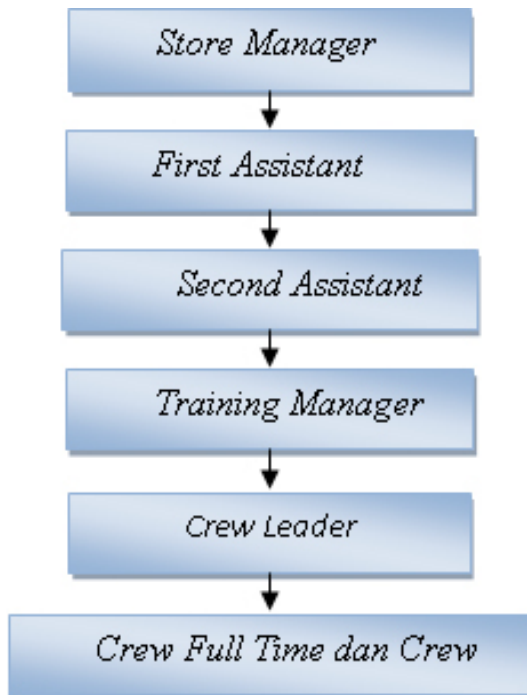 Store Manager
First Assistant
Second Assistant
Training Manager
Crew Leader
Crew Full Time dan Crew